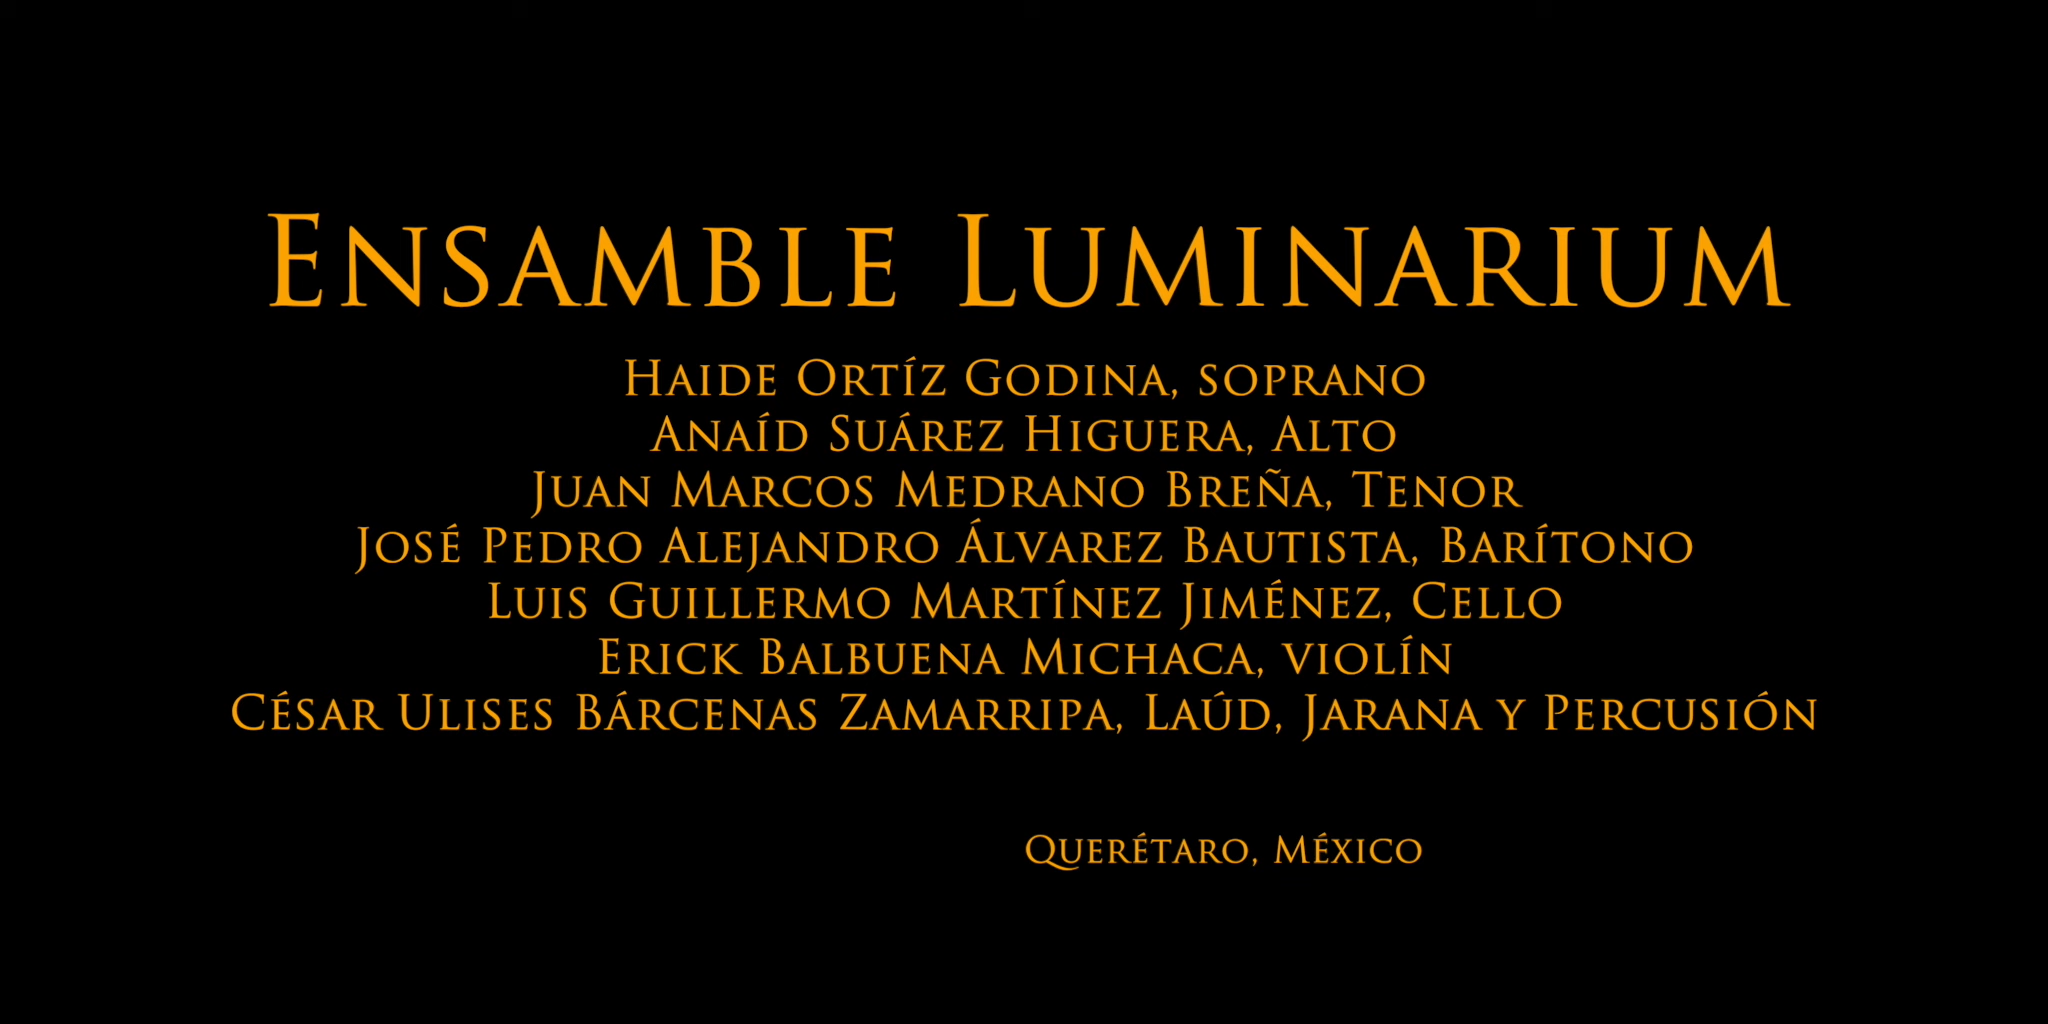 Ensamble Luminarium
Haide Ortíz Godina, soprano
Anaíd Suárez Higuera, Alto
Juan Marcos Medrano Breña, Tenor
José Pedro Alejandro Álvarez Bautista, Barítono
Luis Guillermo Martínez Jiménez, Cello
Erick Balbuena Michaca, violín
César Ulises Bárcenas Zamarripa, Laúd, Jarana y Percusión
Querétaro, México